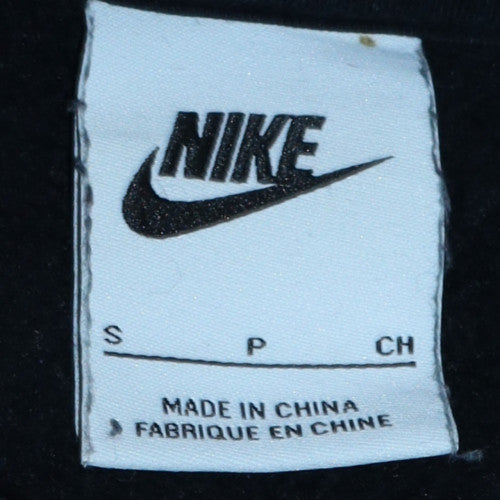 NIKE
S P CH
MADE IN CHINA
FABRIQUE EN CHINE